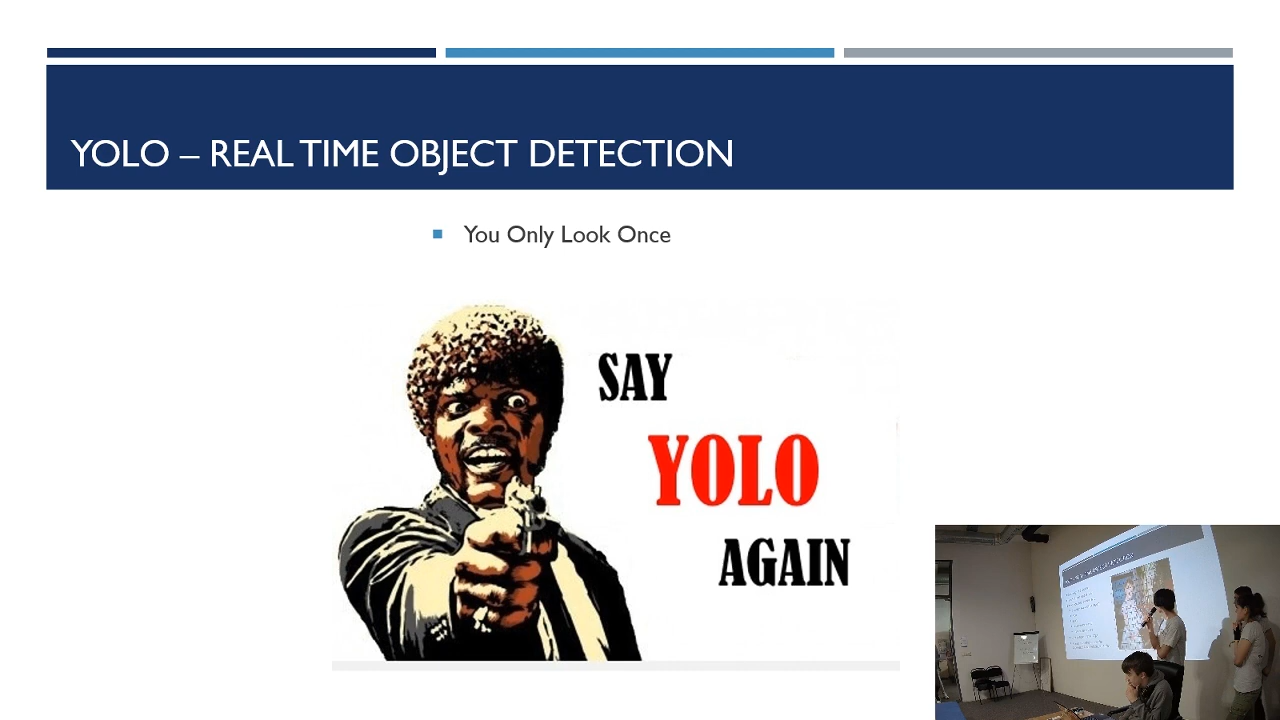 YOLO – REAL TIME OBJECT DETECTION
You Only Look Once
SAY
YOLO
AGAIN